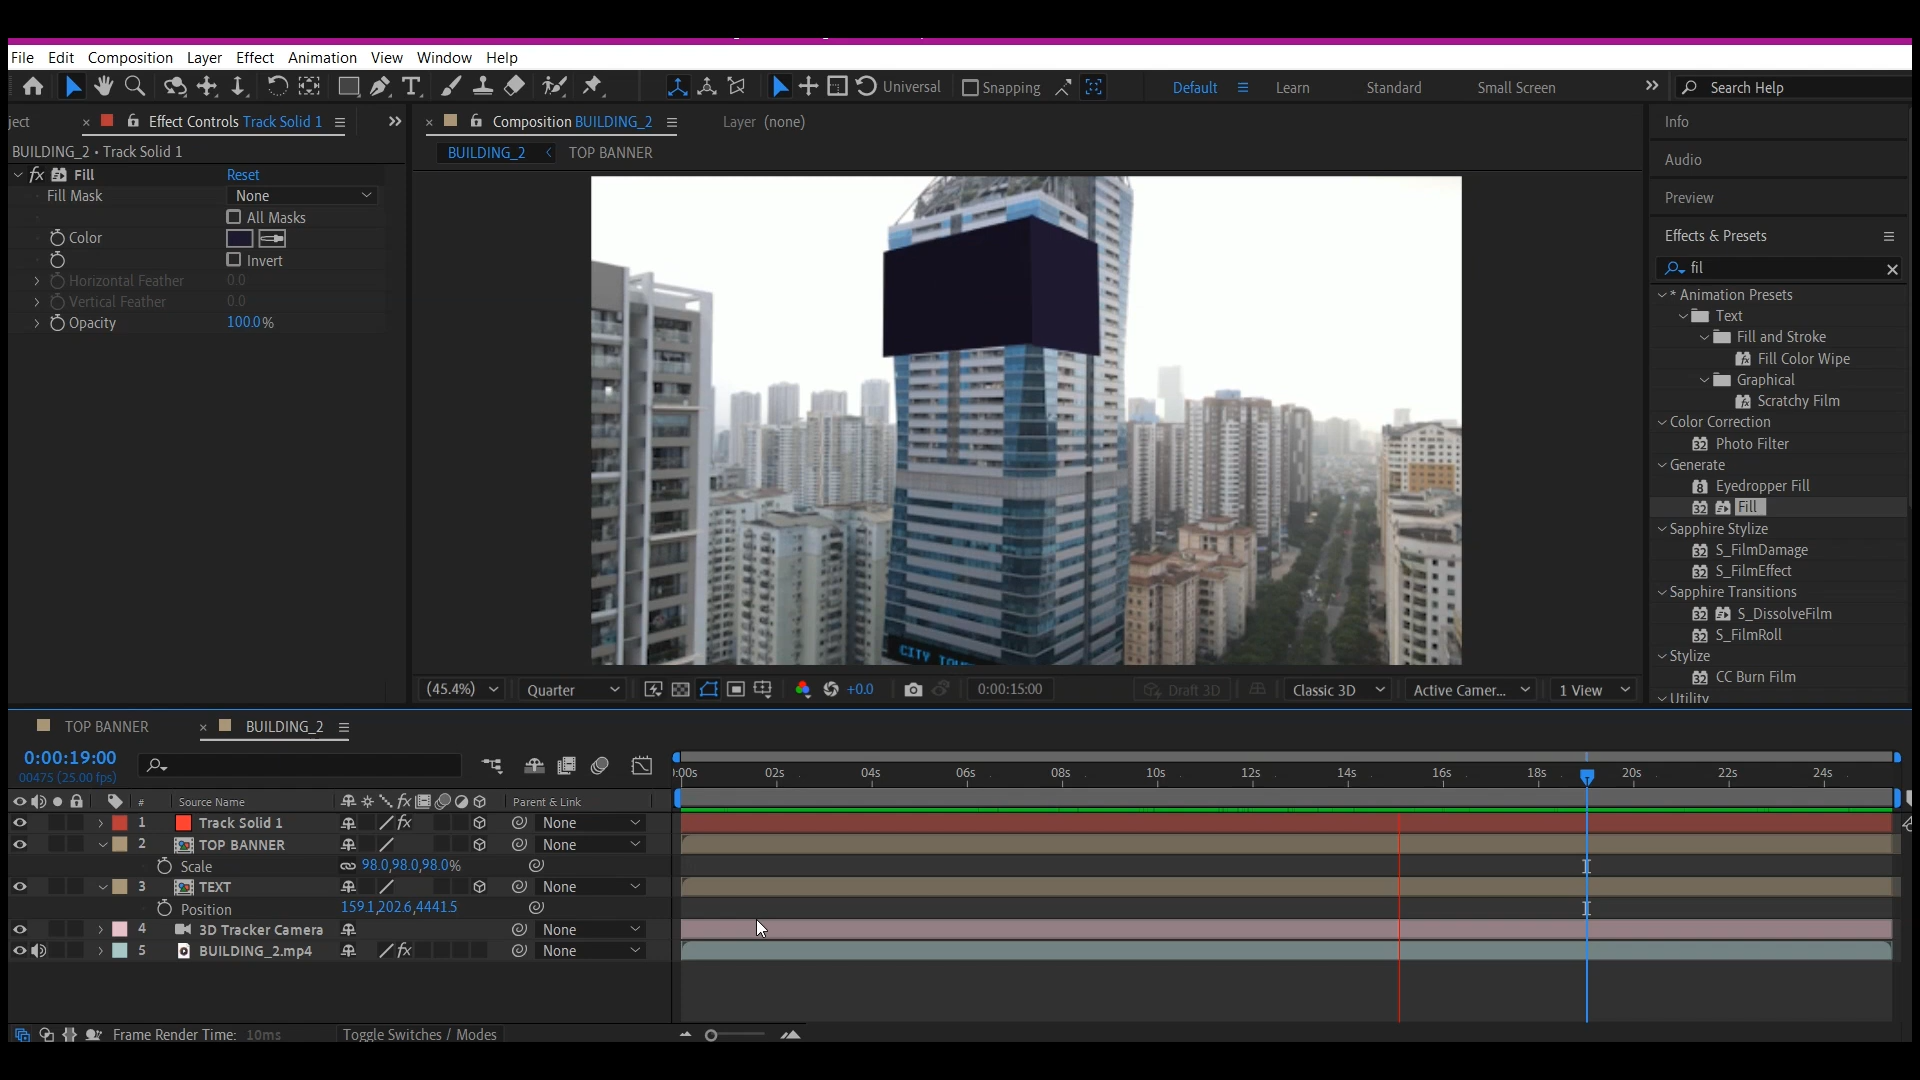 File Edit Composition Layer Effect Animation View Window Help
Universal Snapping Default Learn Standard Small Screen Search Help
ject × Effect Controls Track Solid 1
Composition BUILDING_2
Layer (none)
Info
BUILDING_2 • Track Solid 1
BUILDING_2 TOP BANNER
Audio
fx Fill Reset
Fill Mask None
All Masks
Color
Invert
Horizontal Feather 0.0
Vertical Feather 0.0
Opacity 100.0%
CITY
Preview
Effects & Presets
fil
* Animation Presets
Text
Fill and Stroke
Fill Color Wipe
Graphical
Scratchy Film
Color Correction
Photo Filter
Generate
Eyedropper Fill
Fill
Sapphire Stylize
S_FilmDamage
S_FilmEffect
Sapphire Transitions
S_DissolveFilm
S_FilmRoll
Stylize
CC Burn Film
Utility
(45.4%) Quarter +0.0 0:00:15:00 Draft 3D Classic 3D Active Camer... 1 View
TOP BANNER × BUILDING_2
0:00:19:00
00475 (25.00 fps)
:00s 02s 04s 06s 08s 10s 12s 14s 16s 18s 20s 22s 24s
# Source Name fx Parent & Link
1 Track Solid 1 fx None
2 TOP BANNER None
Scale 98.0,98.0,98.0%
3 TEXT None
Position 159.1,202.6,4441.5
4 3D Tracker Camera None
5 BUILDING_2.mp4 fx None
Frame Render Time: 10ms Toggle Switches / Modes